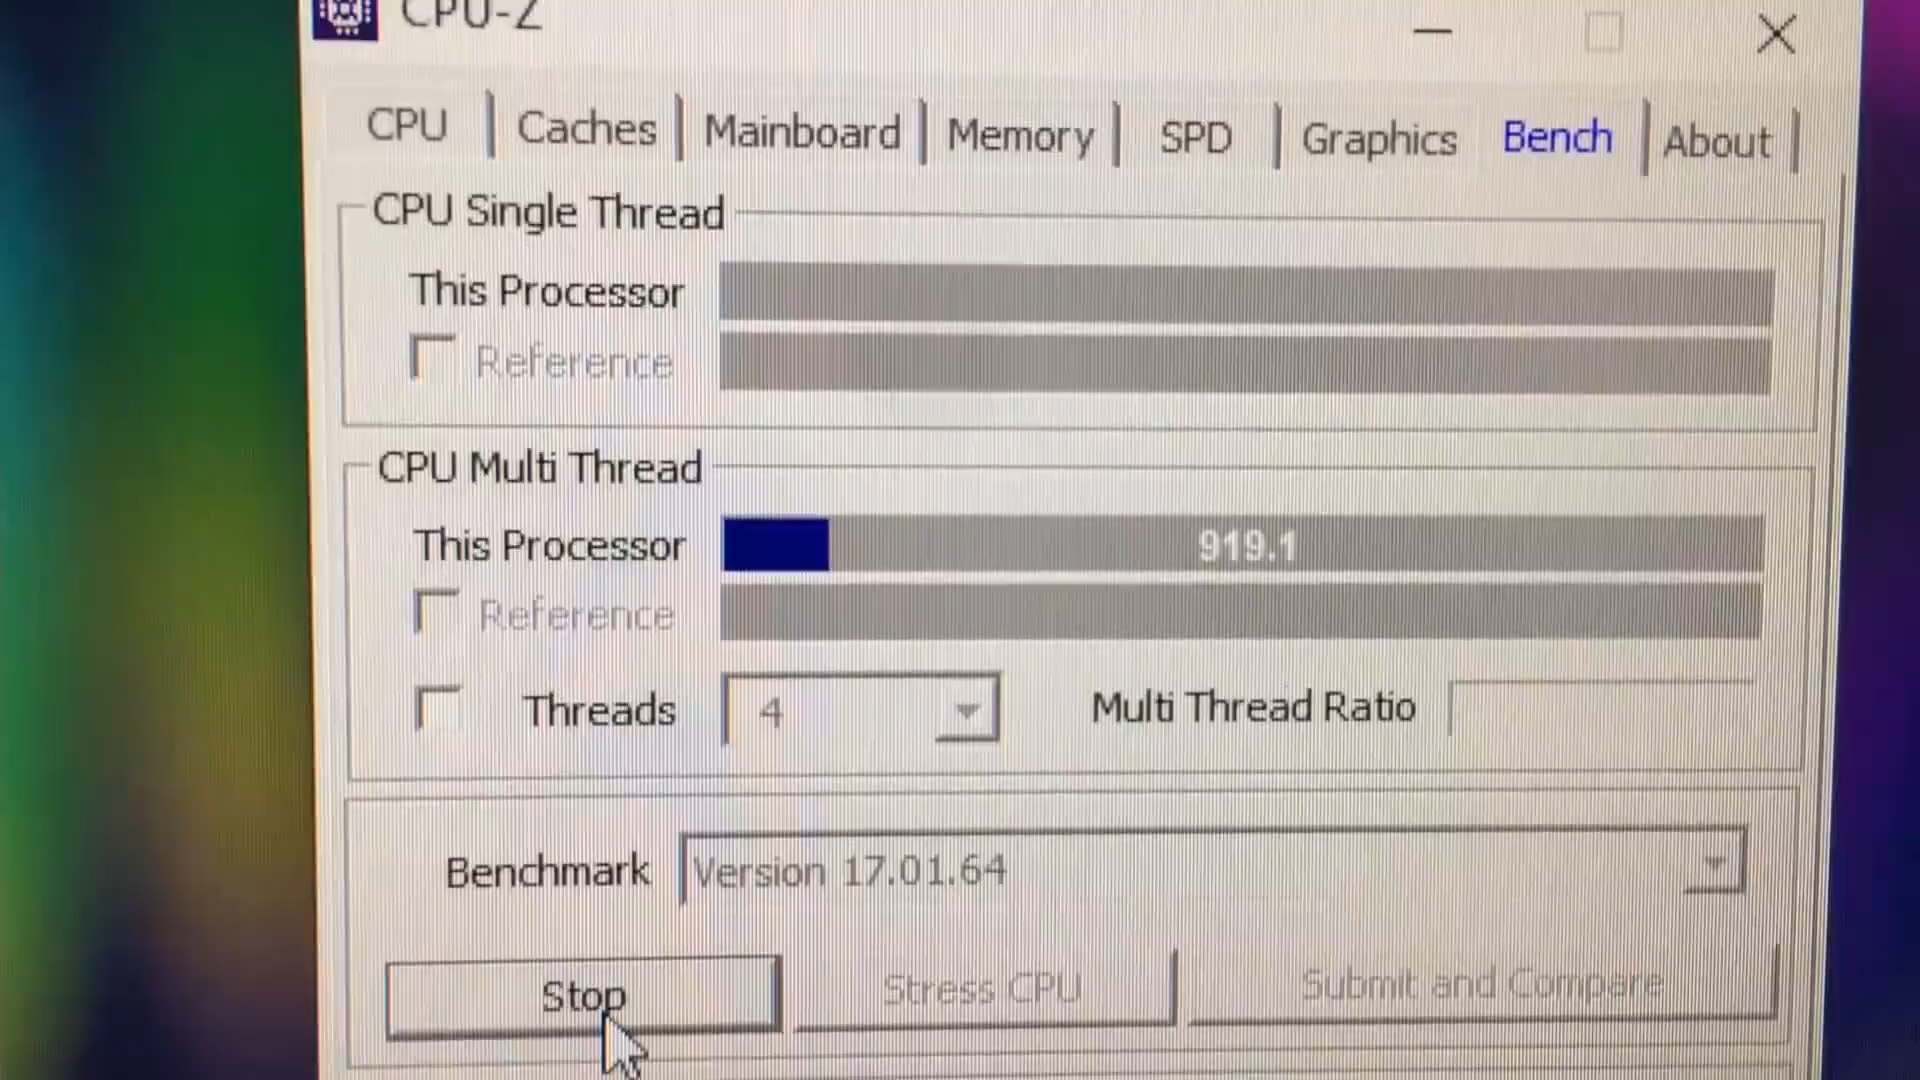 CPU-Z
CPU Caches Mainboard Memory SPD Graphics Bench About
CPU Single Thread
This Processor
Reference
CPU Multi Thread
This Processor 919.1
Reference
Threads 4 Multi Thread Ratio
Benchmark Version 17.01.64
Stop Stress CPU Submit and Compare